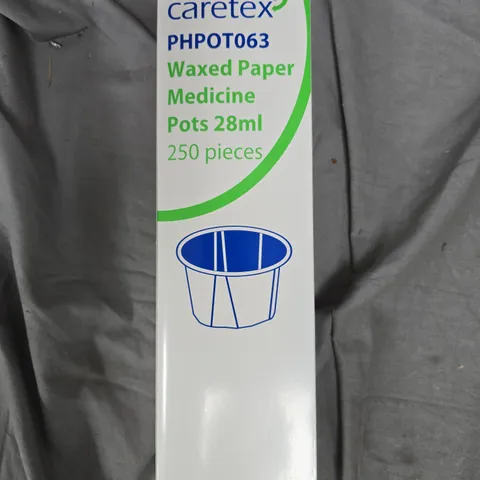 caretex
PHPOT063
Waxed Paper
Medicine
Pots 28ml
250 pieces